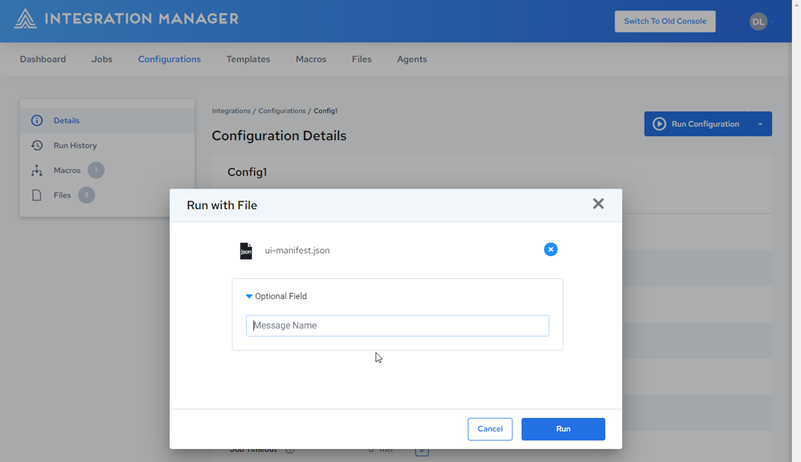 INTEGRATION MANAGER
Switch To Old Console
DL
Dashboard Jobs Configurations Templates Macros Files Agents
Details
Run History
Macros 1
Files 3
Integrations / Configurations / Config1
Configuration Details
Run Configuration
Config1
Run with File
json
ui-manifest.json
Optional Field
Message Name
Cancel
Run
Job Timeout 0 min